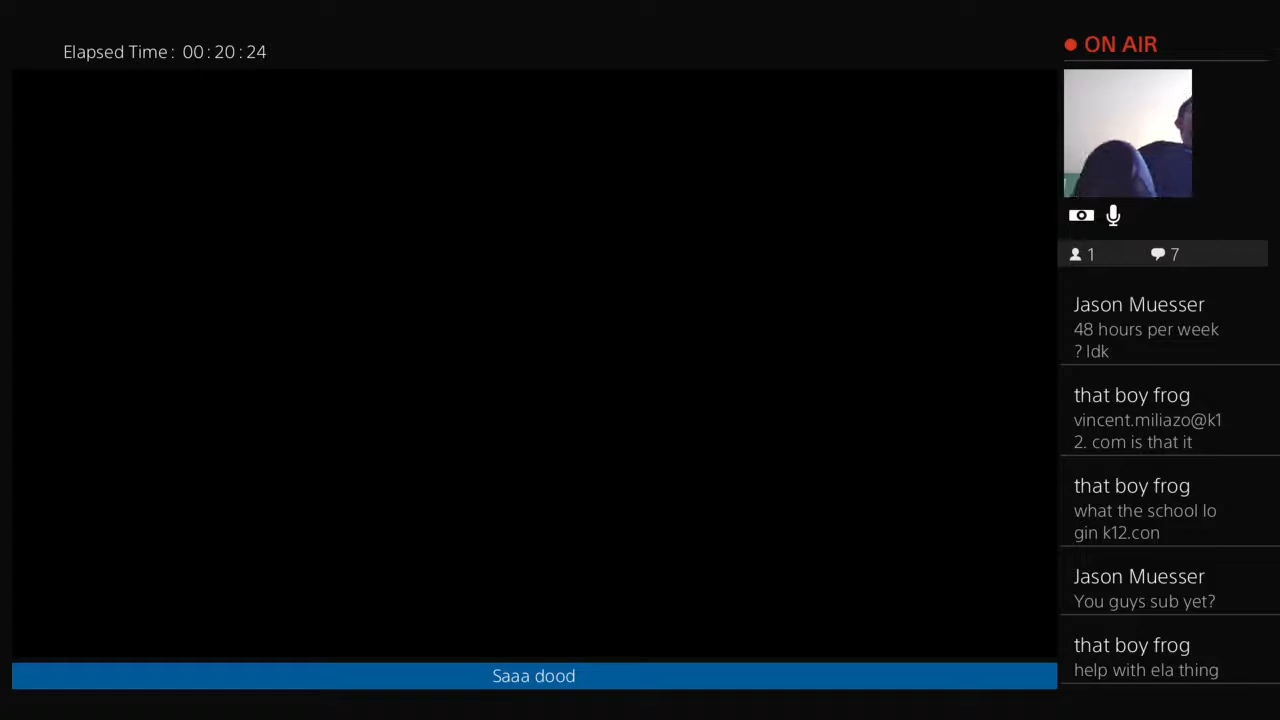 Elapsed Time: 00:20:24
ON AIR
1 7
Jason Muesser
48 hours per week
? Idk
that boy frog
vincent.miliazo@k1
2. com is that it
that boy frog
what the school lo
gin k12.con
Jason Muesser
You guys sub yet?
that boy frog
help with ela thing
Saaa dood